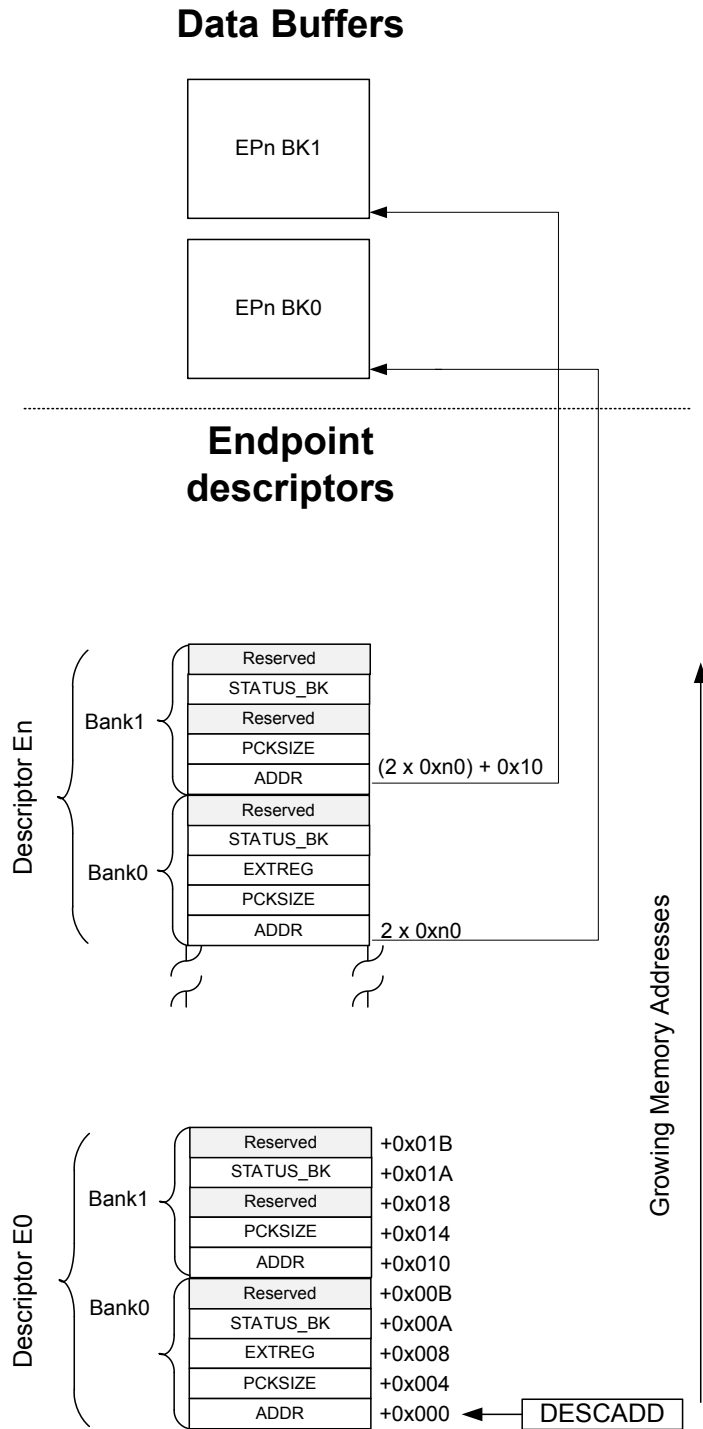 Data Buffers
EPn BK1
EPn BK0
Endpoint
descriptors
Descriptor En
Bank1
Reserved
STATUS_BK
Reserved
PCKSIZE
ADDR
(2 x 0xn0) + 0x10
Bank0
Reserved
STATUS_BK
EXTREG
PCKSIZE
ADDR
2 x 0xn0
Growing Memory Addresses
Descriptor E0
Bank1
Reserved +0x01B
STATUS_BK +0x01A
Reserved +0x018
PCKSIZE +0x014
ADDR +0x010
Bank0
Reserved +0x00B
STATUS_BK +0x00A
EXTREG +0x008
PCKSIZE +0x004
ADDR +0x000
DESCADD